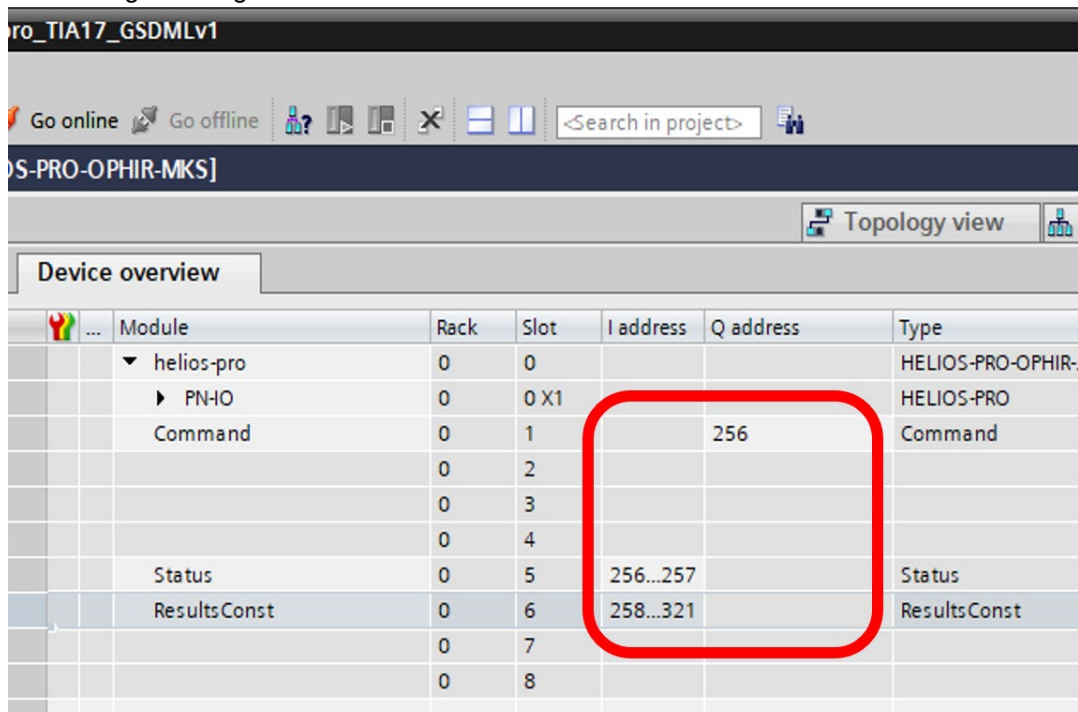 pro_TIA17_GSDMLv1
Go online Go offline <Search in project>
OS-PRO-OPHIR-MKS]
Topology view
Device overview
... Module Rack Slot I address Q address Type
helios-pro 0 0 HELIOS-PRO-OPHIR-
PN-IO 0 0 X1 HELIOS-PRO
Command 0 1 256 Command
0 2
0 3
0 4
Status 0 5 256...257 Status
ResultsConst 0 6 258...321 ResultsConst
0 7
0 8